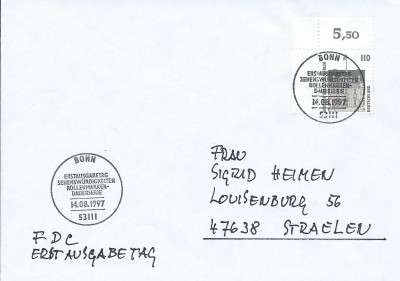 5,50
110
DEUTSCHLAND
BONN
ERSTAUSGABETAG
SEHENSWÜRDIGKEITEN
ROLLENMARKEN-
DAUERSERIE
14.08.1997
53111
FRAU
SIGRID HEIMEN
LOUISENBURG 56
47638 STRAELEN
BONN
ERSTAUSGABETAG
SEHENSWÜRDIGKEITEN
ROLLENMARKEN-
DAUERSERIE
14.08.1997
53111
FDC
ERSTAUSGABETAG